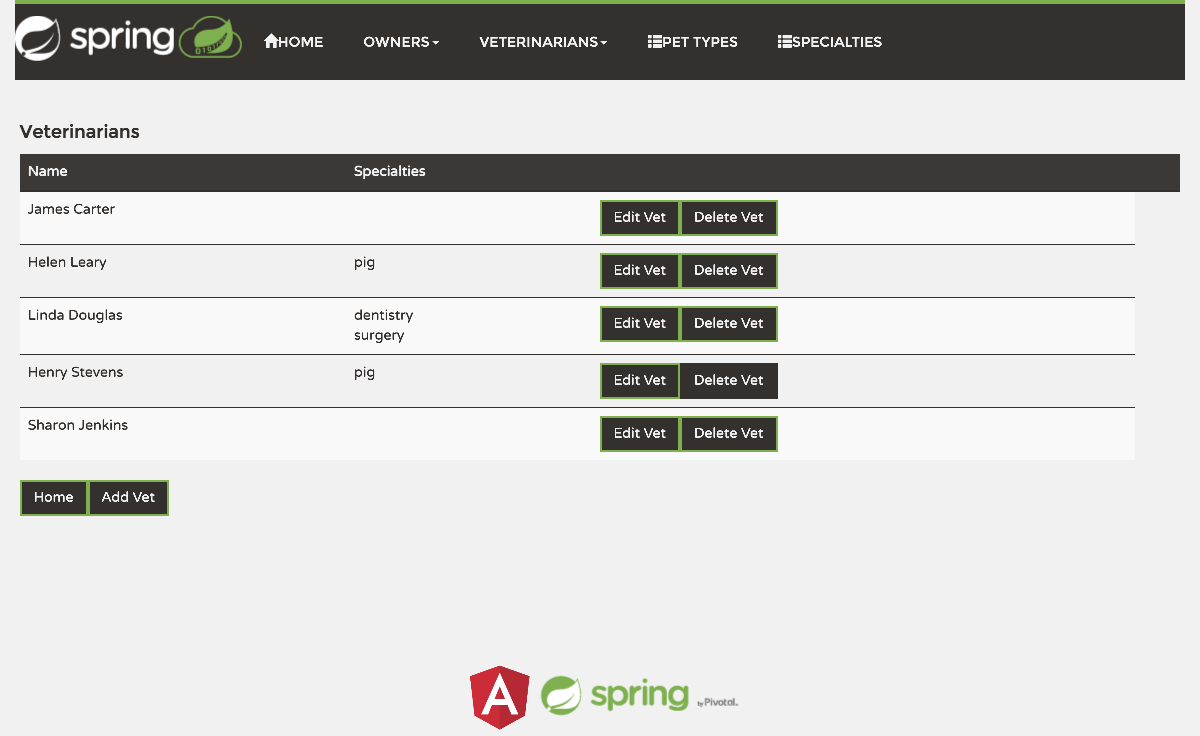 spring HOME OWNERS VETERINARIANS PET TYPES SPECIALTIES
Veterinarians
Name Specialties
James Carter Edit Vet Delete Vet
Helen Leary pig Edit Vet Delete Vet
Linda Douglas dentistry Edit Vet Delete Vet
surgery
Henry Stevens pig Edit Vet Delete Vet
Sharon Jenkins Edit Vet Delete Vet
Home Add Vet
A spring by Pivotal